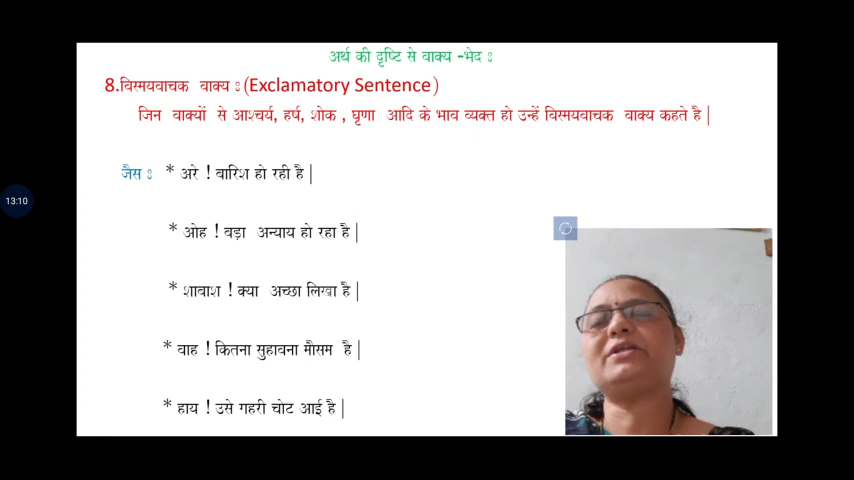 अर्थ की दृष्टि से वाक्य -भेद ः
8.विस्मयवाचक वाक्य ः (Exclamatory Sentence)
जिन वाक्यों से आश्चर्य, हर्ष, शोक , घृणा आदि के भाव व्यक्त हो उन्हें विस्मयवाचक वाक्य कहते है |
जैस ः * अरे ! वारिश हो रही है |
* ओह ! बड़ा अन्याय हो रहा है |
* शावाश ! क्या अच्छा लिखा है |
* वाह ! कितना सुहावना मौसम है |
* हाय ! उसे गहरी चोट आई है |
13:10